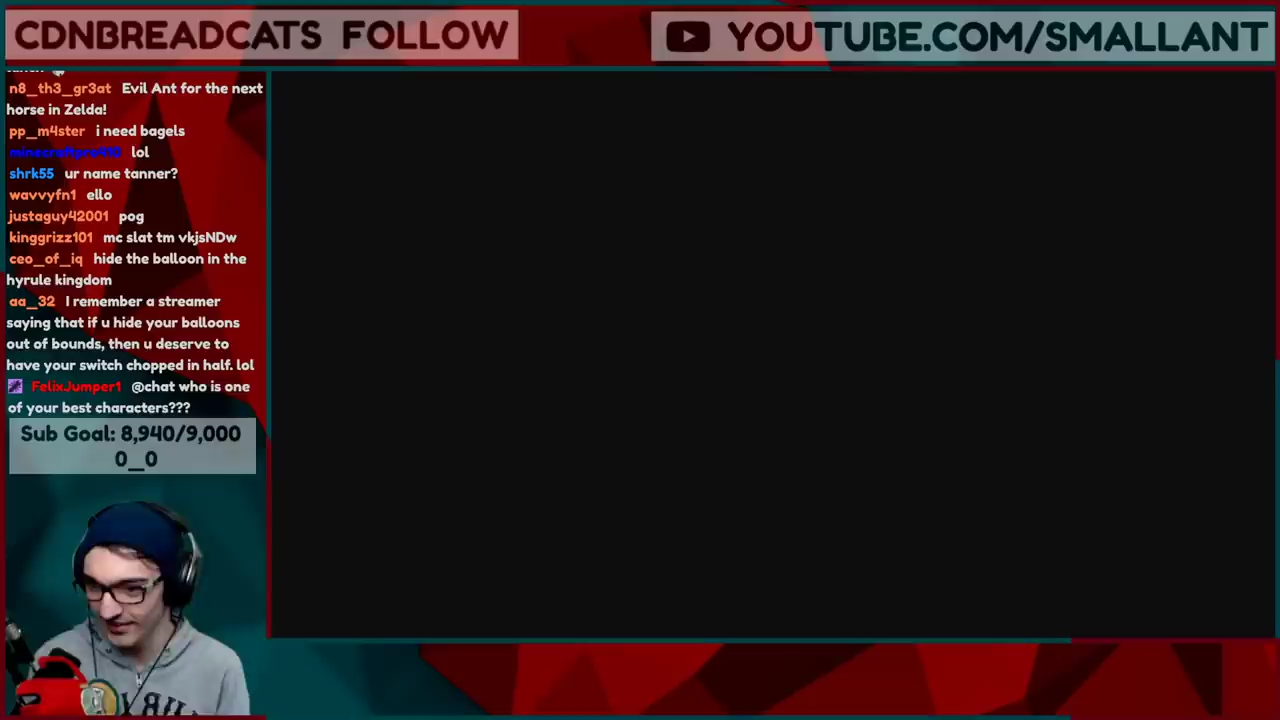 CDNBREADCATS FOLLOW
YOUTUBE.COM/SMALLANT
n8_th3_gr3at Evil Ant for the next
horse in Zelda!
pp_m4ster i need bagels
minecraftpro410 lol
shrk55 ur name tanner?
wavvyfn1 ello
justaguy42001 pog
kinggrizz101 mc slat tm vkjsNDw
ceo_of_iq hide the balloon in the
hyrule kingdom
aa_32 I remember a streamer
saying that if u hide your balloons
out of bounds, then u deserve to
have your switch chopped in half. lol
FelixJumper1 @chat who is one
of your best characters???
Sub Goal: 8,940/9,000
0_0